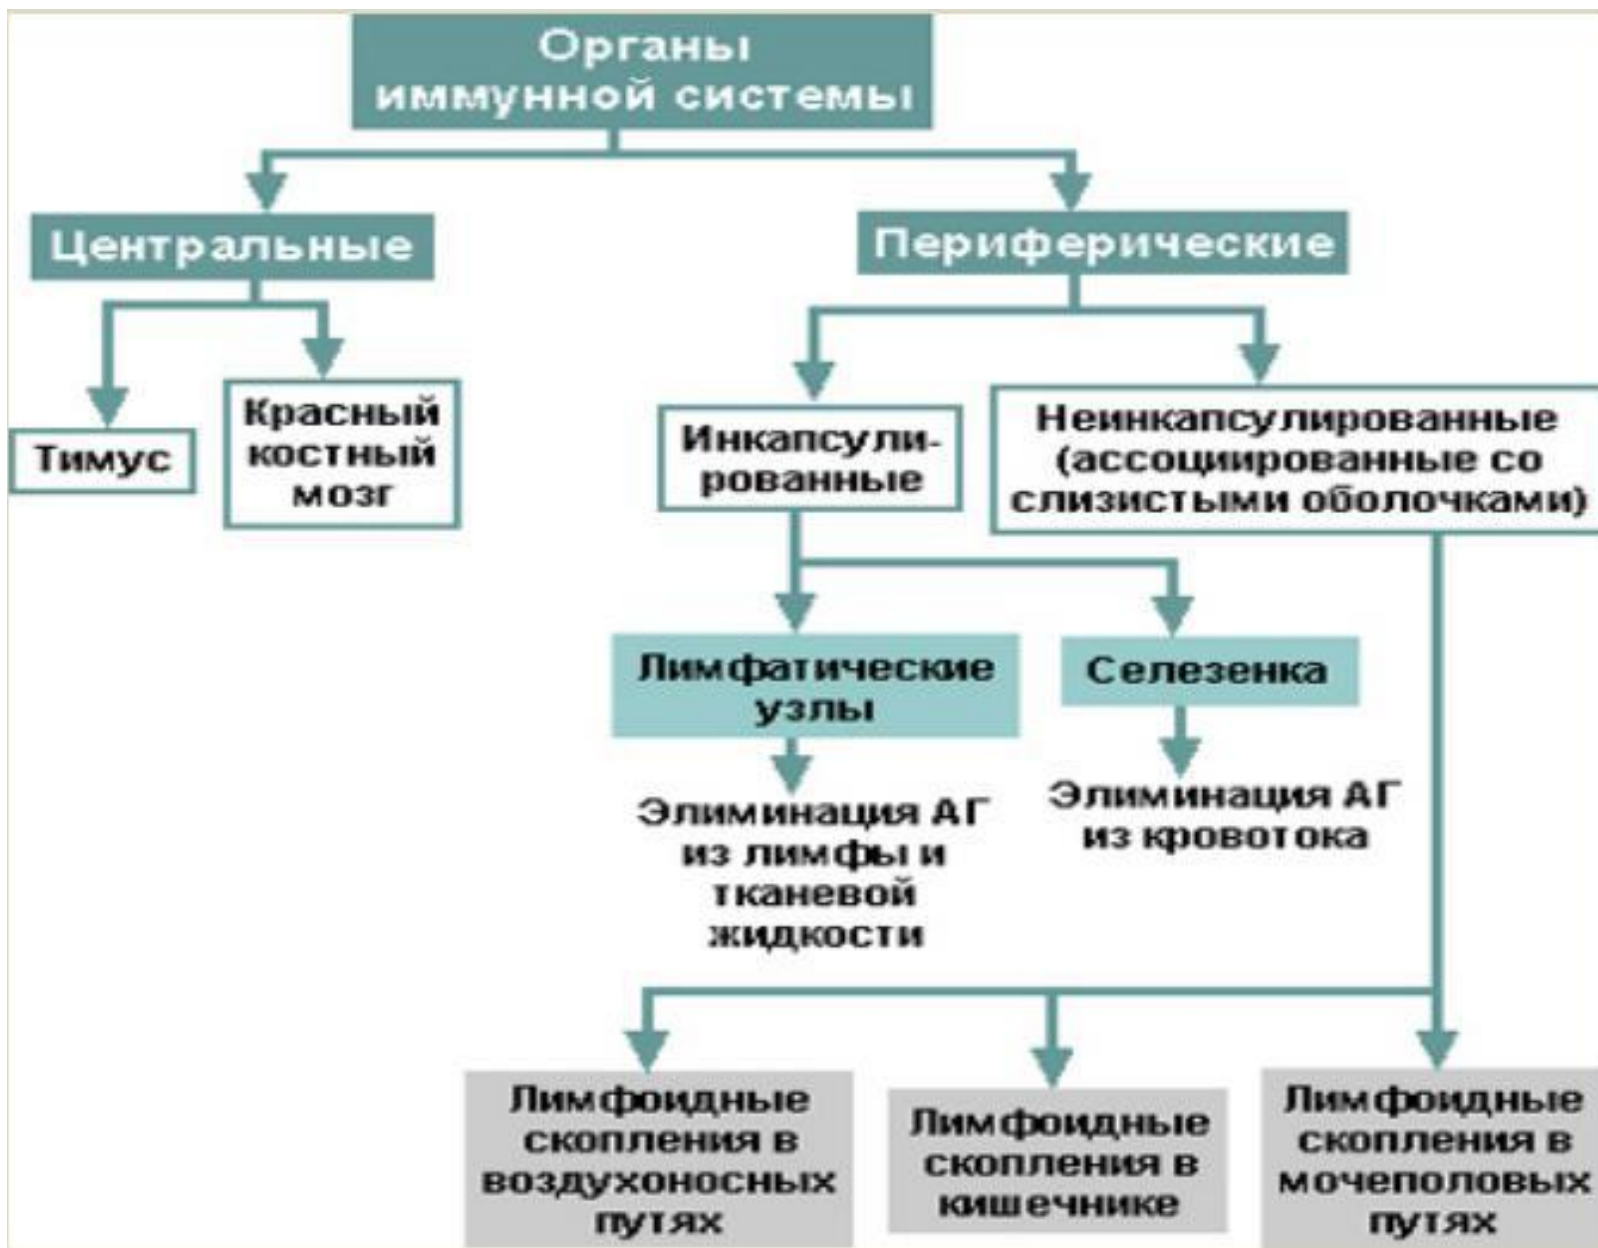 Органы
иммунной системы
Центральные
Периферические
Тимус
Красный
костный
мозг
Инкапсули-
рованные
Неинкапсулированные
(ассоциированные со
слизистыми оболочками)
Лимфатические
узлы
Селезенка
Элиминация АГ
из лимфы и
тканевой
жидкости
Элиминация АГ
из кровотока
Лимфоидные
скопления в
воздухоносных
путях
Лимфоидные
скопления в
кишечнике
Лимфоидные
скопления в
мочеполовых
путях